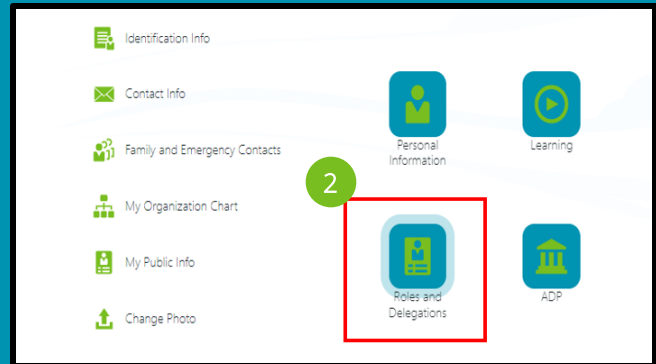 Identification Info
Contact Info
Family and Emergency Contacts
My Organization Chart
My Public Info
Change Photo
Personal
Information
Learning
2
Roles and
Delegations
ADP